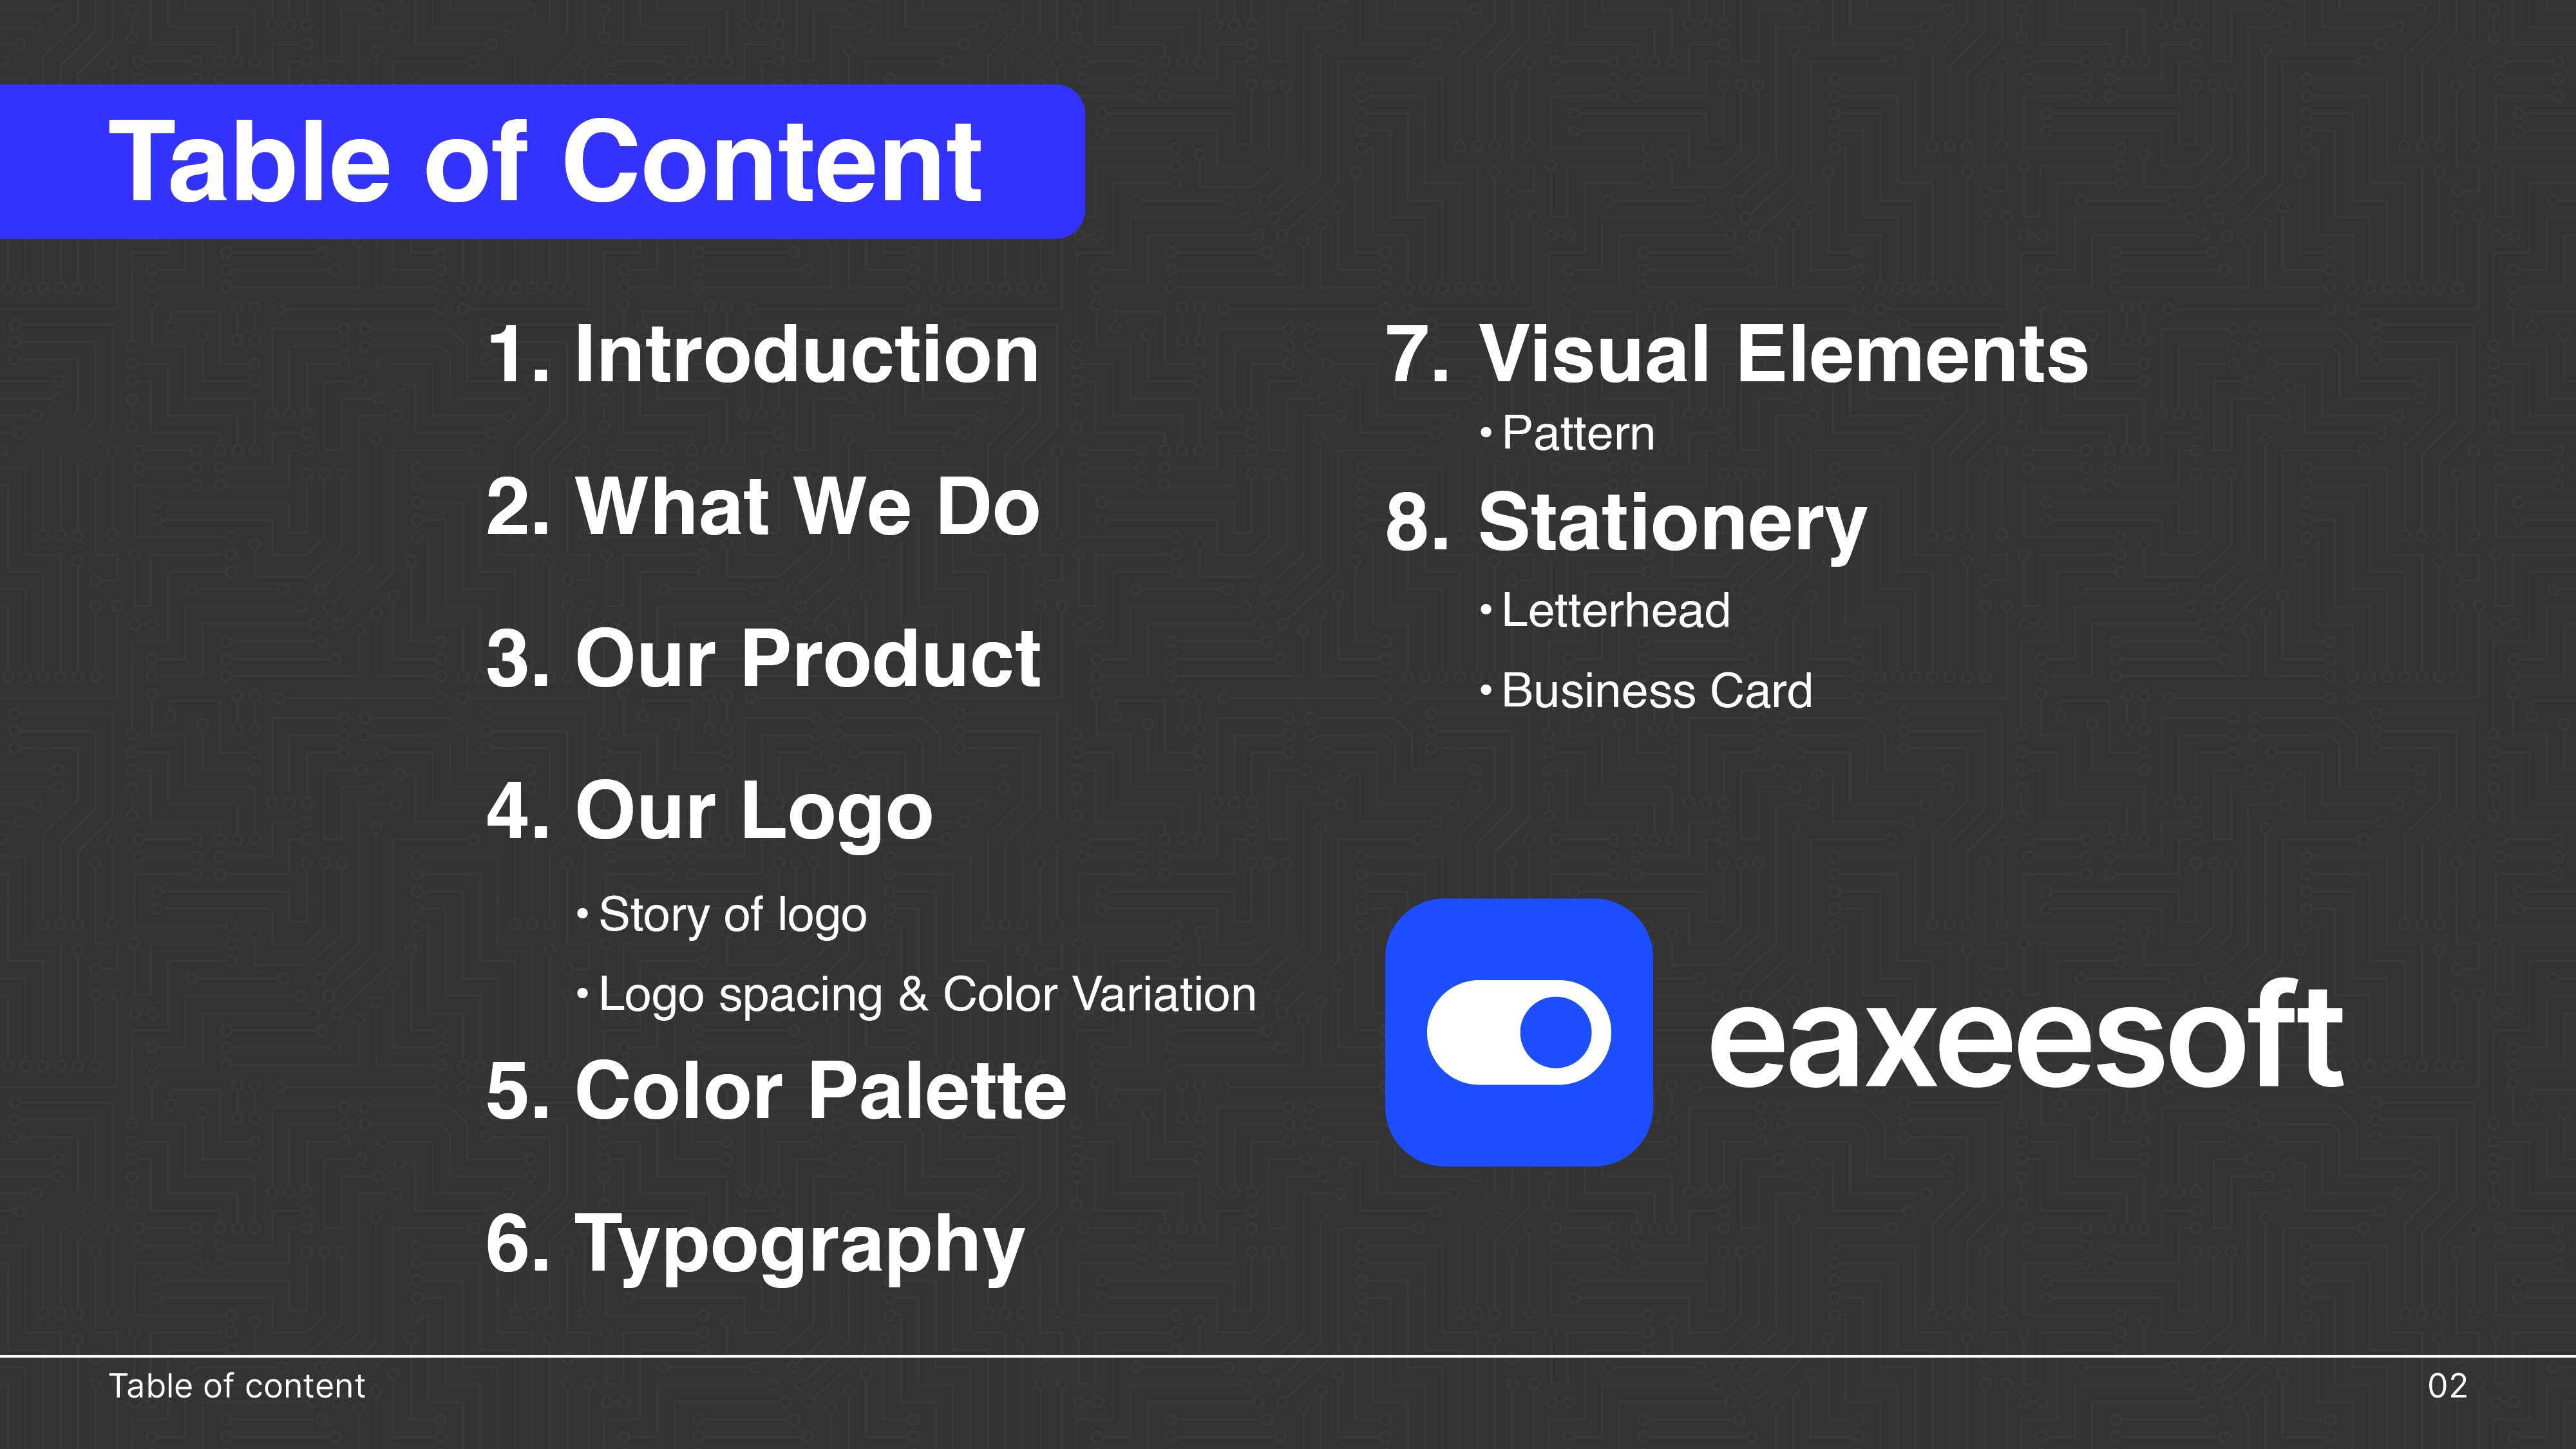 Table of Content
1. Introduction
2. What We Do
3. Our Product
4. Our Logo
• Story of logo
• Logo spacing & Color Variation
5. Color Palette
6. Typography
7. Visual Elements
• Pattern
8. Stationery
• Letterhead
• Business Card
eaxeesoft
Table of content
02